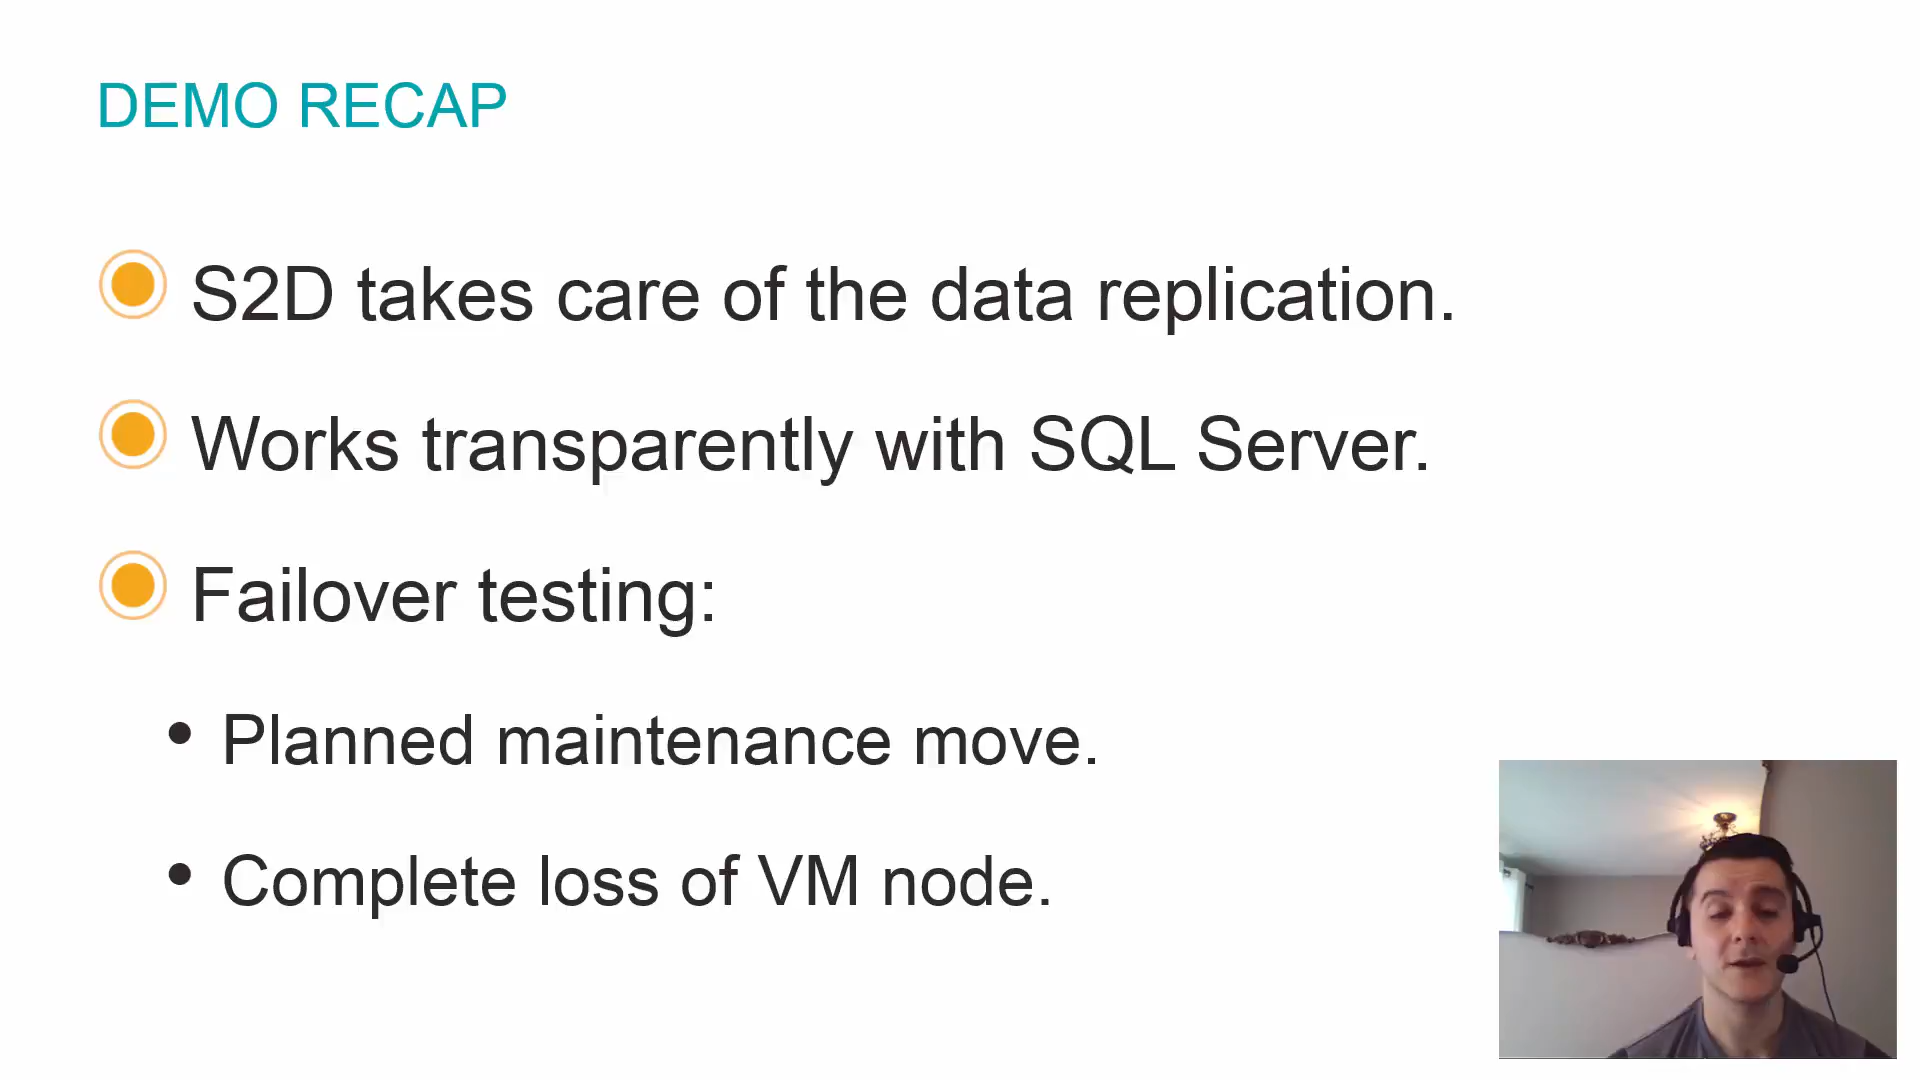 DEMO RECAP
S2D takes care of the data replication.
Works transparently with SQL Server.
Failover testing:
• Planned maintenance move.
• Complete loss of VM node.